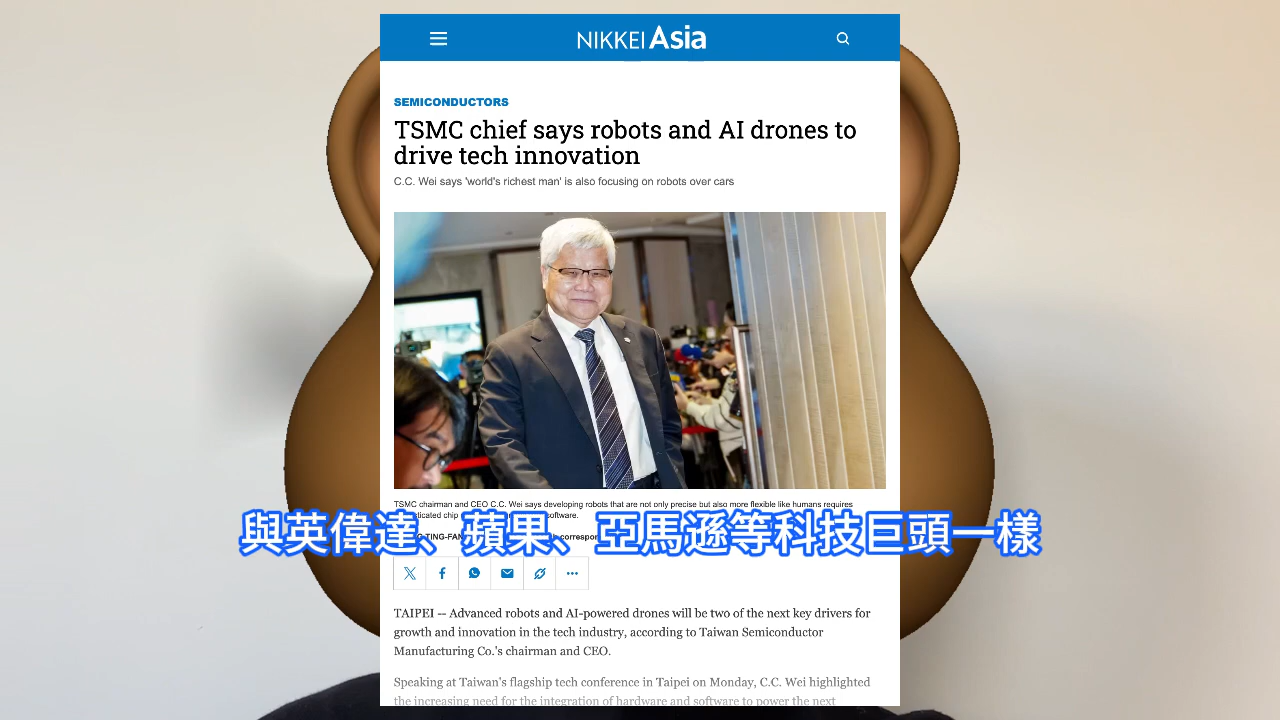 NIKKEI Asia
SEMICONDUCTORS
TSMC chief says robots and AI drones to
drive tech innovation
C.C. Wei says 'world's richest man' is also focusing on robots over cars
TSMC chairman and CEO C.C. Wei says developing robots that are not only precise but also more flexible like humans requires
software.
與英偉達、蘋果、亞馬遜等科技巨頭一樣
TAIPEI -- Advanced robots and AI-powered drones will be two of the next key drivers for
growth and innovation in the tech industry, according to Taiwan Semiconductor
Manufacturing Co.'s chairman and CEO.
Speaking at Taiwan's flagship tech conference in Taipei on Monday, C.C. Wei highlighted
the increasing need for the integration of hardware and software to power the next